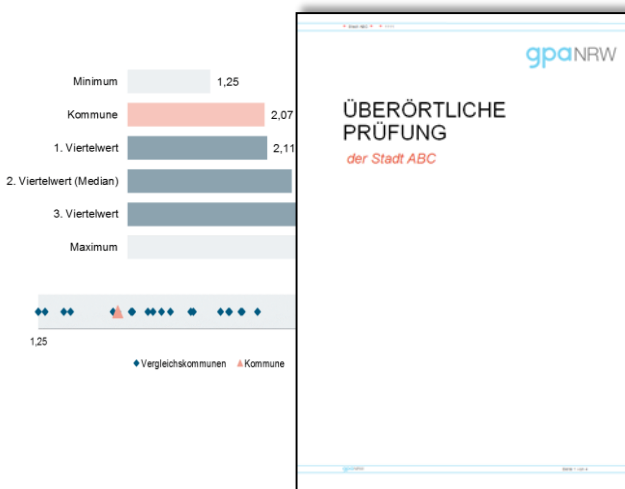 Minimum
1,25
Kommune
2,07
1. Viertelwert
2,11
2. Viertelwert (Median)
3. Viertelwert
Maximum
1,25
Vergleichskommunen
Kommune
gpaNRW
ÜBERÖRTLICHE
PRÜFUNG
der Stadt ABC